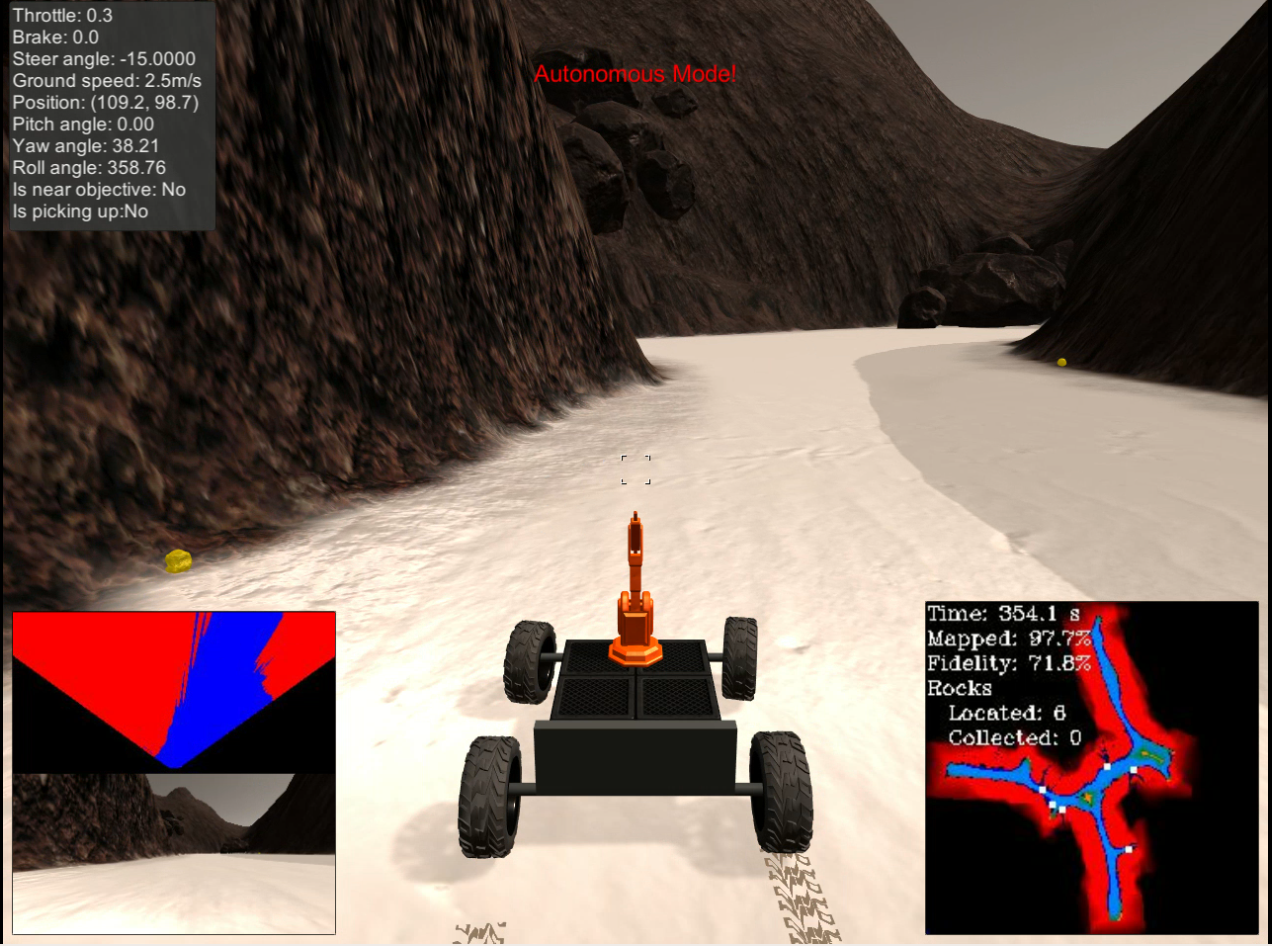 Throttle: 0.3
Brake: 0.0
Steer angle: -15.0000
Ground speed: 2.5m/s
Position: (109.2, 98.7)
Pitch angle: 0.00
Yaw angle: 38.21
Roll angle: 358.76
Is near objective: No
Is picking up:No
Autonomous Mode!
Time: 354.1 s
Mapped: 97.7%
Fidelity: 71.8%
Rocks
Located: 6
Collected: 0